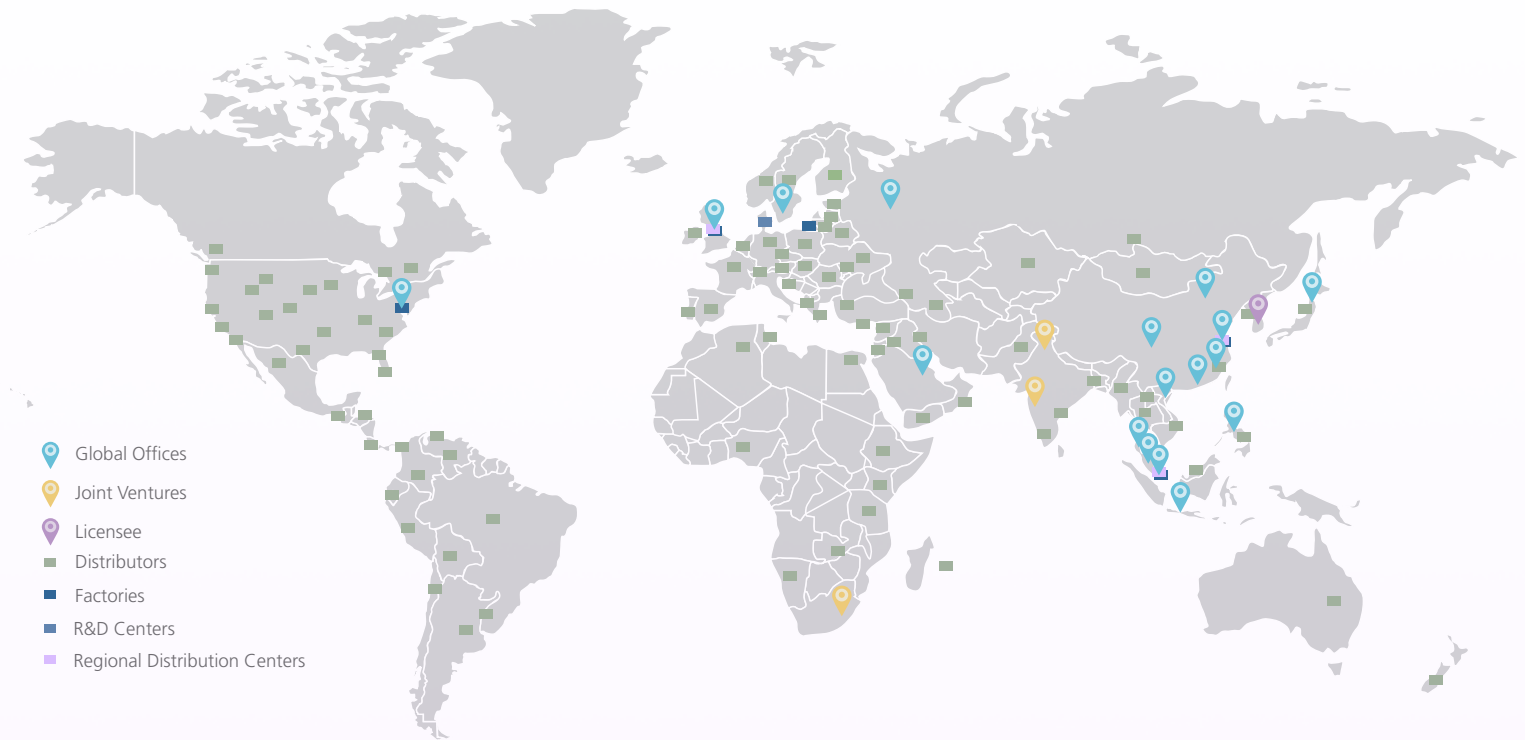 Global Offices
Joint Ventures
Licensee
Distributors
Factories
R&D Centers
Regional Distribution Centers